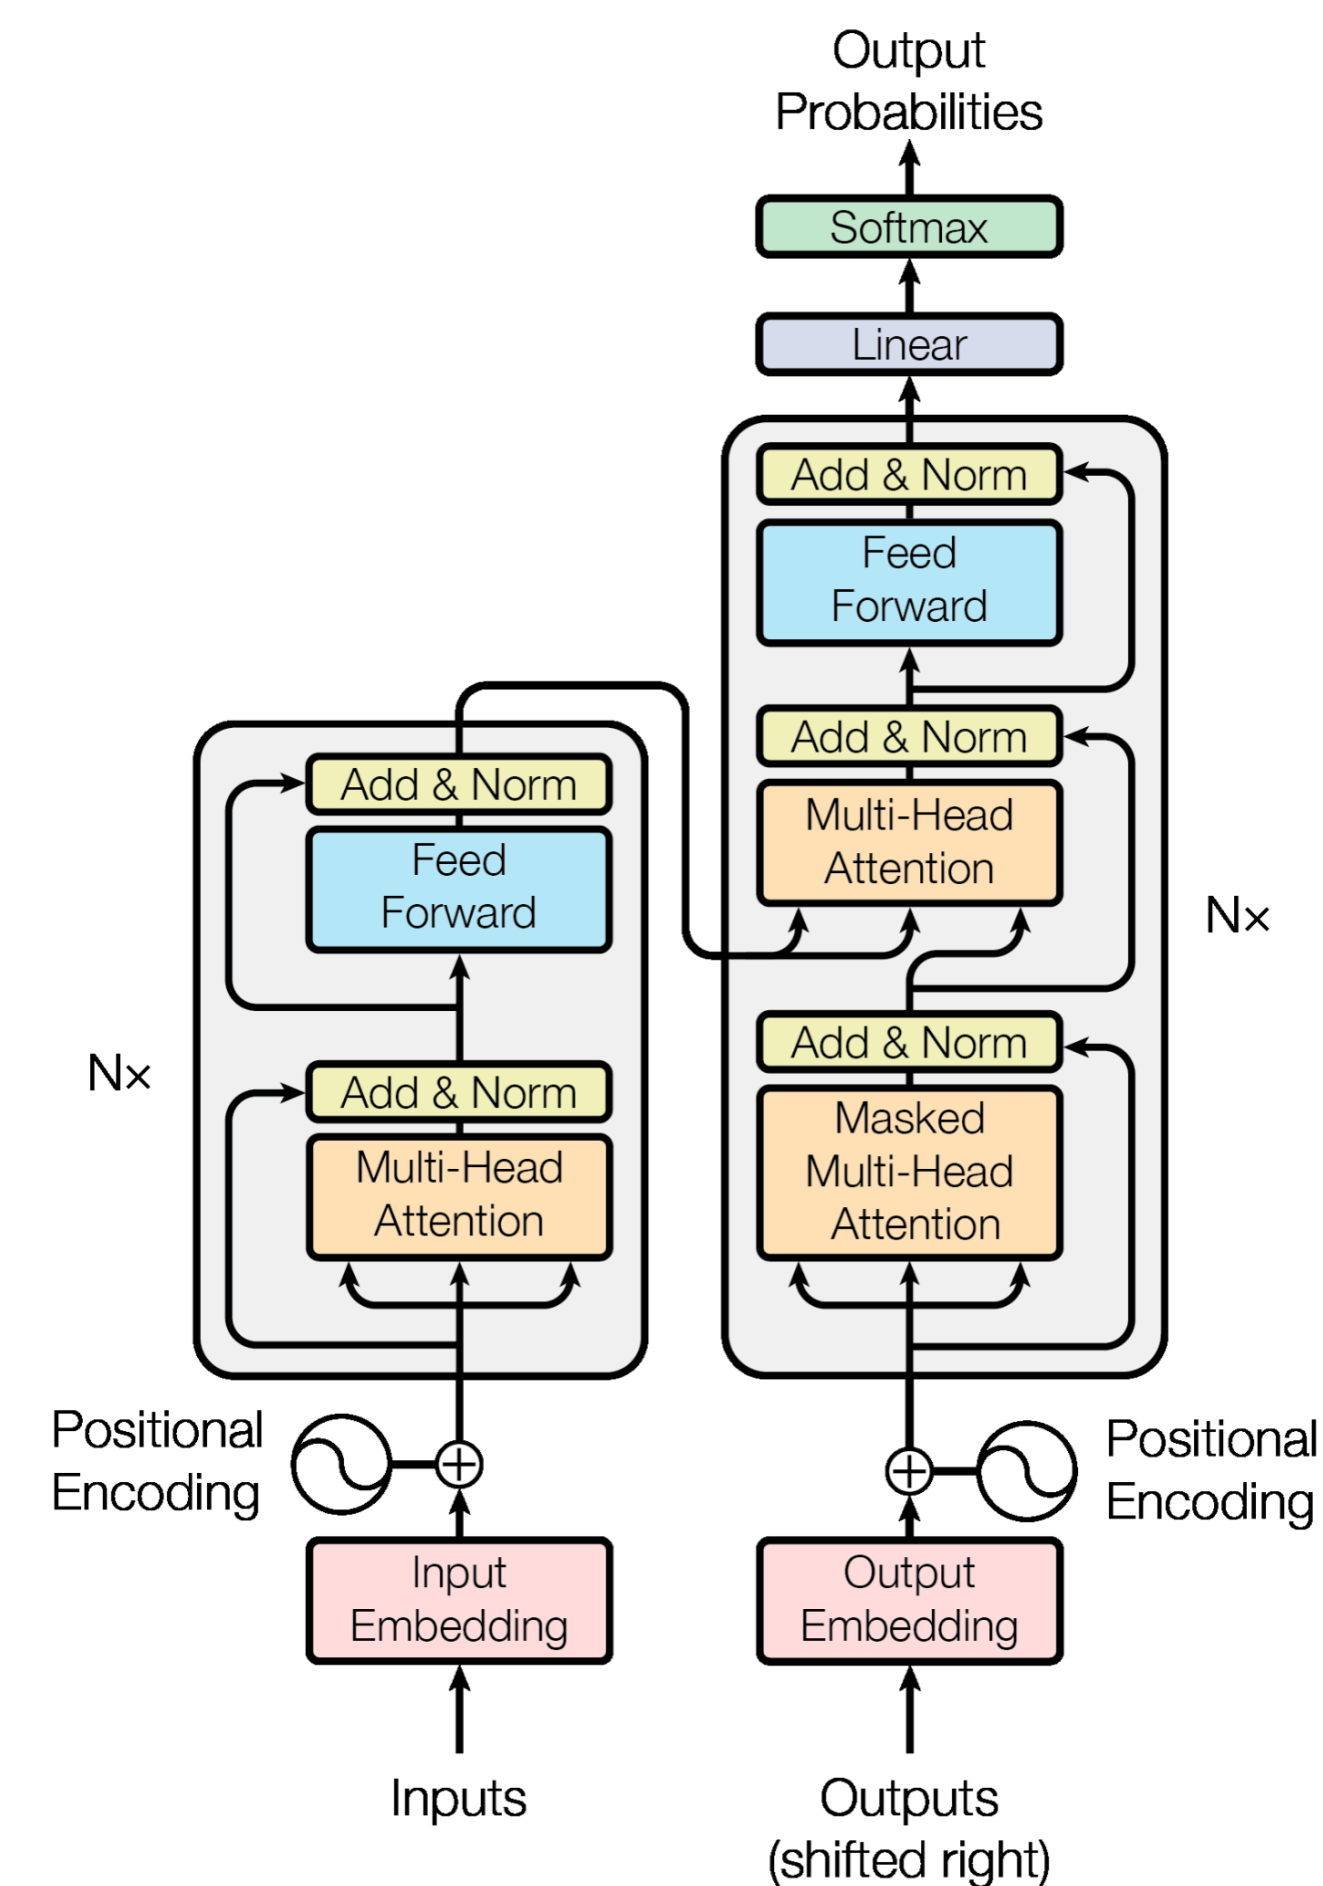 Output
Probabilities
Softmax
Linear
Add & Norm
Feed
Forward
Add & Norm
Multi-Head
Attention
Add & Norm
Masked
Multi-Head
Attention
Nx
Add & Norm
Feed
Forward
Add & Norm
Multi-Head
Attention
Nx
Positional
Encoding
Positional
Encoding
Input
Embedding
Output
Embedding
Inputs
Outputs
(shifted right)